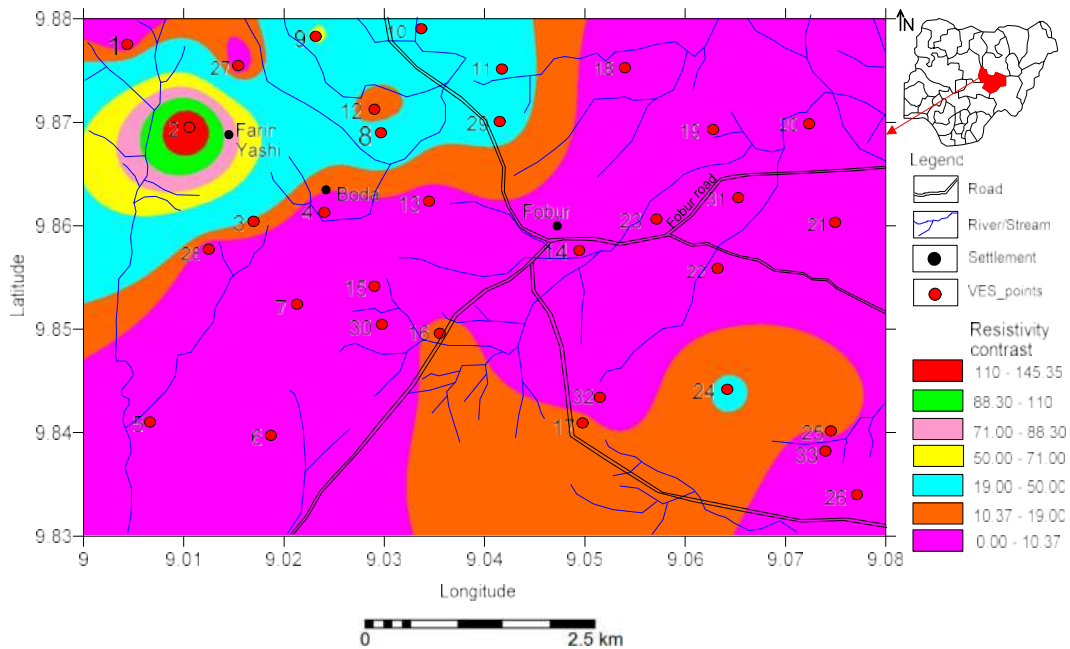 9.88
9.87
9.86
9.85
9.84
9.83
Latitude
9
9.01
9.02
9.03
9.04
9.05
9.06
9.07
9.08
Longitude
0 2.5 km
1
27
9
10
11
18
12
8
29
19
20
2
Farin
Yashi
Boda
3
4
13
Fobur
Fobur road
14
23
31
21
28
22
7
15
30
16
24
5
6
32
17
25
33
26
N
Legend
Road
River/Stream
Settlement
VES_points
Resistivity
contrast
110 - 145.35
88.30 - 110
71.00 - 88.30
50.00 - 71.00
19.00 - 50.00
10.37 - 19.00
0.00 - 10.37